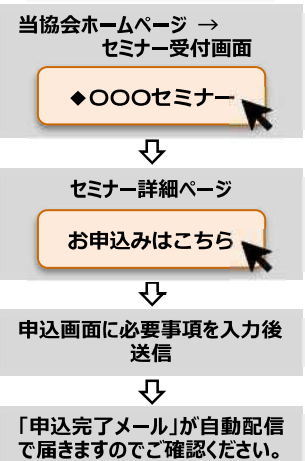 当協会ホームページ →
セミナー受付画面
◆〇〇〇セミナー
セミナー詳細ページ
お申込みはこちら
申込画面に必要事項を入力後
送信
「申込完了メール」が自動配信
で届きますのでご確認ください。